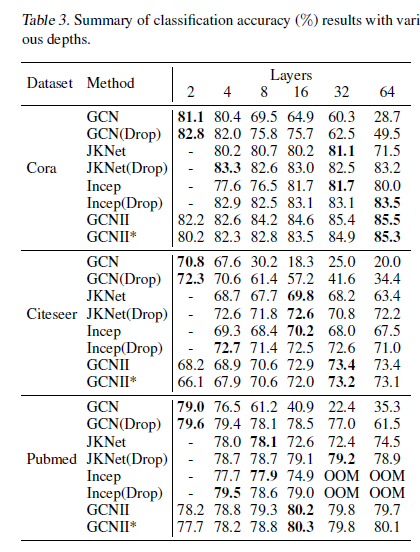 Table 3. Summary of classification accuracy (%) results with vari
ous depths.
Dataset Method Layers
2 4 8 16 32 64
GCN 81.1 80.4 69.5 64.9 60.3 28.7
GCN(Drop) 82.8 82.0 75.8 75.7 62.5 49.5
JKNet - 80.2 80.7 80.2 81.1 71.5
Cora JKNet(Drop) - 83.3 82.6 83.0 82.5 83.2
Incep - 77.6 76.5 81.7 81.7 80.0
Incep(Drop) - 82.9 82.5 83.1 83.1 83.5
GCNII 82.2 82.6 84.2 84.6 85.4 85.5
GCNII* 80.2 82.3 82.8 83.5 84.9 85.3
GCN 70.8 67.6 30.2 18.3 25.0 20.0
GCN(Drop) 72.3 70.6 61.4 57.2 41.6 34.4
JKNet - 68.7 67.7 69.8 68.2 63.4
Citeseer JKNet(Drop) - 72.6 71.8 72.6 70.8 72.2
Incep - 69.3 68.4 70.2 68.0 67.5
Incep(Drop) - 72.7 71.4 72.5 72.6 71.0
GCNII 68.2 68.9 70.6 72.9 73.4 73.4
GCNII* 66.1 67.9 70.6 72.0 73.2 73.1
GCN 79.0 76.5 61.2 40.9 22.4 35.3
GCN(Drop) 79.6 79.4 78.1 78.5 77.0 61.5
JKNet - 78.0 78.1 72.6 72.4 74.5
Pubmed JKNet(Drop) - 78.7 78.7 79.1 79.2 78.9
Incep - 77.7 77.9 74.9 OOM OOM
Incep(Drop) - 79.5 78.6 79.0 OOM OOM
GCNII 78.2 78.8 79.3 80.2 79.8 79.7
GCNII* 77.7 78.2 78.8 80.3 79.8 80.1